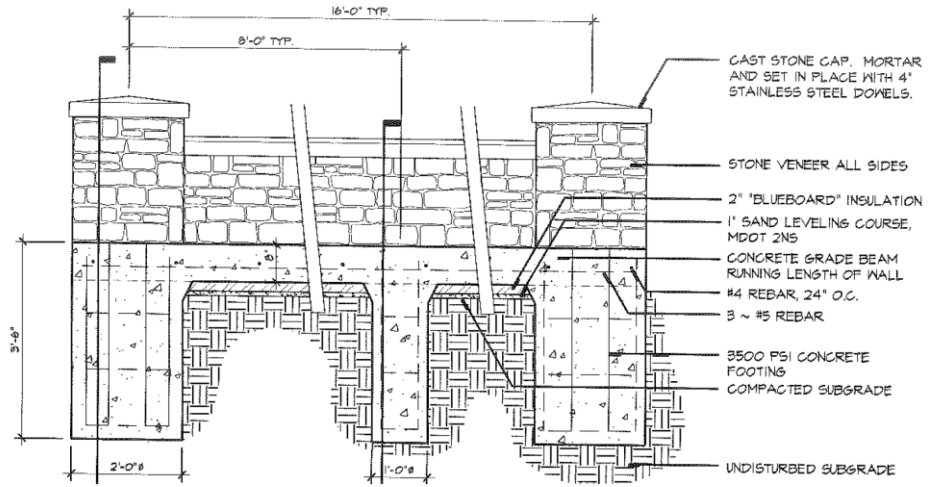 16'-0" TYP.
8'-0" TYP.
CAST STONE CAP. MORTAR
AND SET IN PLACE WITH 4"
STAINLESS STEEL DOWELS.
STONE VENEER ALL SIDES
2" "BLUEBOARD" INSULATION
1" SAND LEVELING COURSE,
MDOT 2NS
CONCRETE GRADE BEAM
RUNNING LENGTH OF WALL
#4 REBAR, 24" O.C.
3 ~ #5 REBAR
3500 PSI CONCRETE
FOOTING
COMPACTED SUBGRADE
UNDISTURBED SUBGRADE
8"
3'-6"
2'-0"ø
1'-0"ø